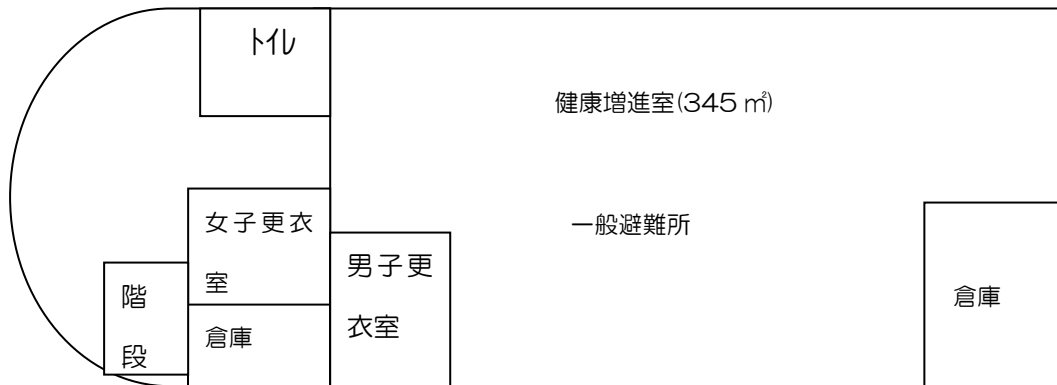 ﾄｲﾚ
健康増進室(345 ㎡)
女子更衣
室
一般避難所
男子更
衣室
階
段
倉庫
倉庫